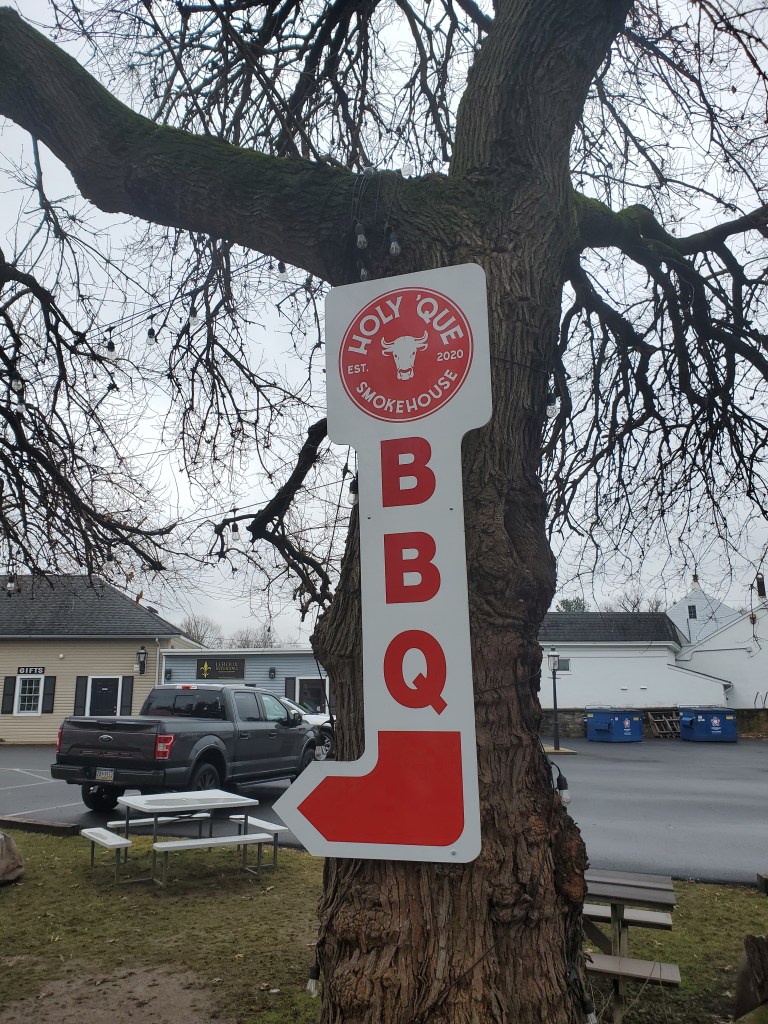 HOLY 'QUE
EST. 2020
SMOKEHOUSE
B
B
Q
GIFTS